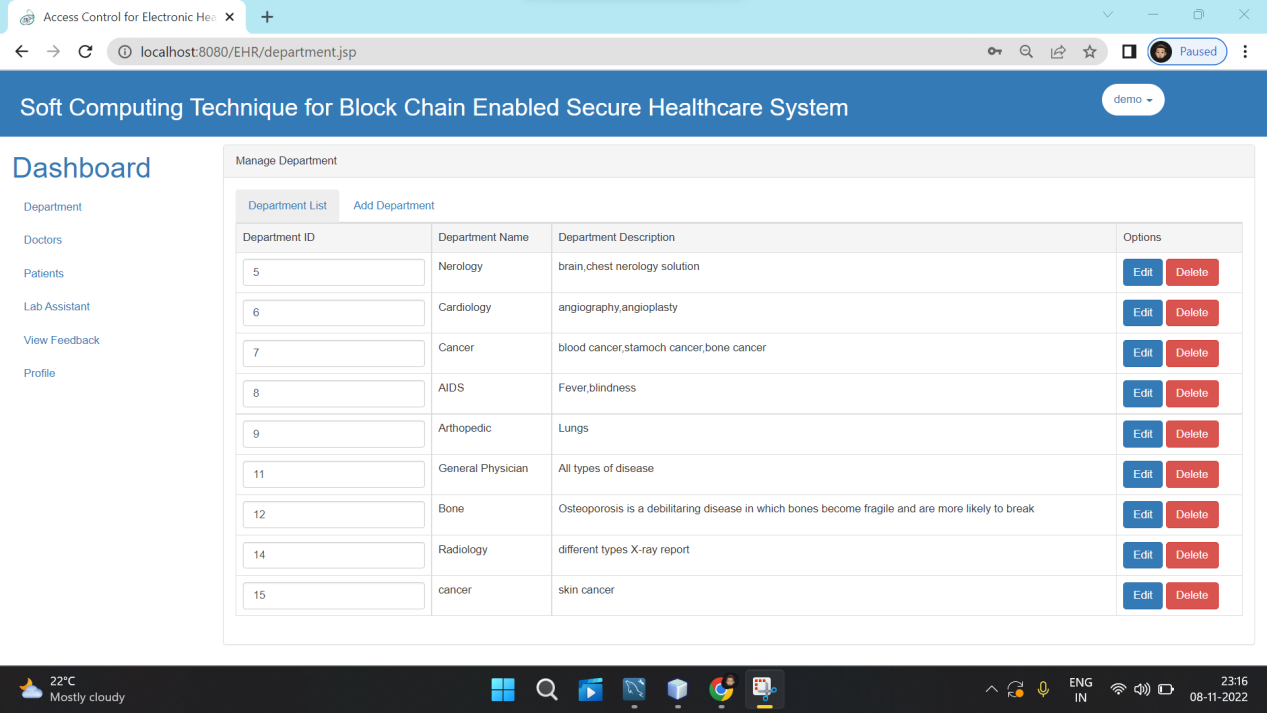 Access Control for Electronic Hea
localhost:8080/EHR/department.jsp
Paused
Soft Computing Technique for Block Chain Enabled Secure Healthcare System
demo
Dashboard
Department
Doctors
Patients
Lab Assistant
View Feedback
Profile
Manage Department
Department List Add Department
Department ID Department Name Department Description Options
5 Nerology brain,chest nerology solution Edit Delete
6 Cardiology angiography,angioplasty Edit Delete
7 Cancer blood cancer,stamoch cancer,bone cancer Edit Delete
8 AIDS Fever,blindness Edit Delete
9 Arthopedic Lungs Edit Delete
11 General Physician All types of disease Edit Delete
12 Bone Osteoporosis is a debilitaring disease in which bones become fragile and are more likely to break Edit Delete
14 Radiology different types X-ray report Edit Delete
15 cancer skin cancer Edit Delete
22°C
Mostly cloudy
ENG
IN
23:16
08-11-2022